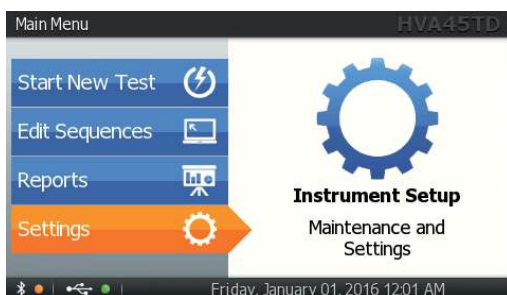 Main Menu
HVA45TD
Start New Test
Edit Sequences
Reports
Settings
Instrument Setup
Maintenance and
Settings
Friday, January 01, 2016 12:01 AM